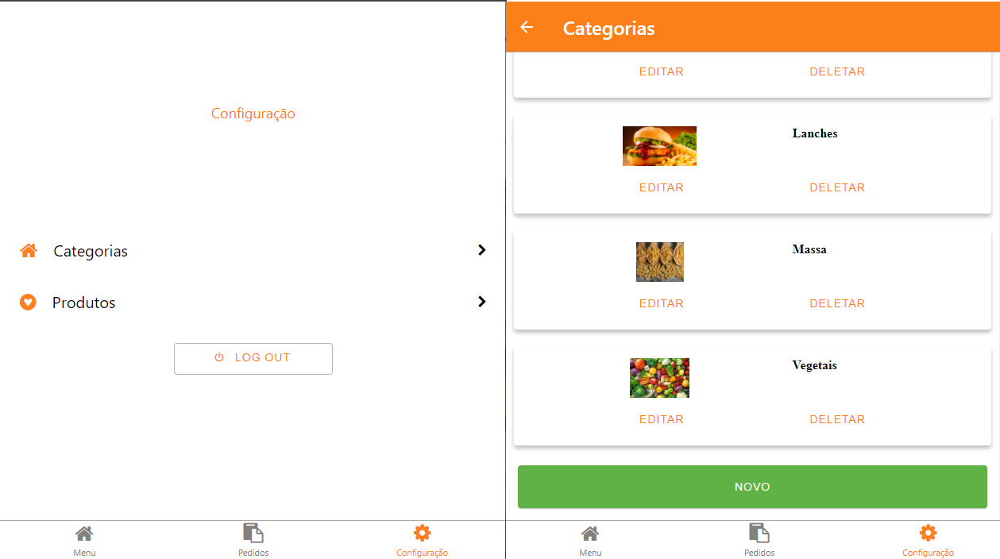 Configuração
Categorias
Produtos
LOG OUT
Menu
Pedidos
Configuração
Categorias
EDITAR
DELETAR
Lanches
EDITAR
DELETAR
Massa
EDITAR
DELETAR
Vegetais
EDITAR
DELETAR
NOVO
Menu
Pedidos
Configuração